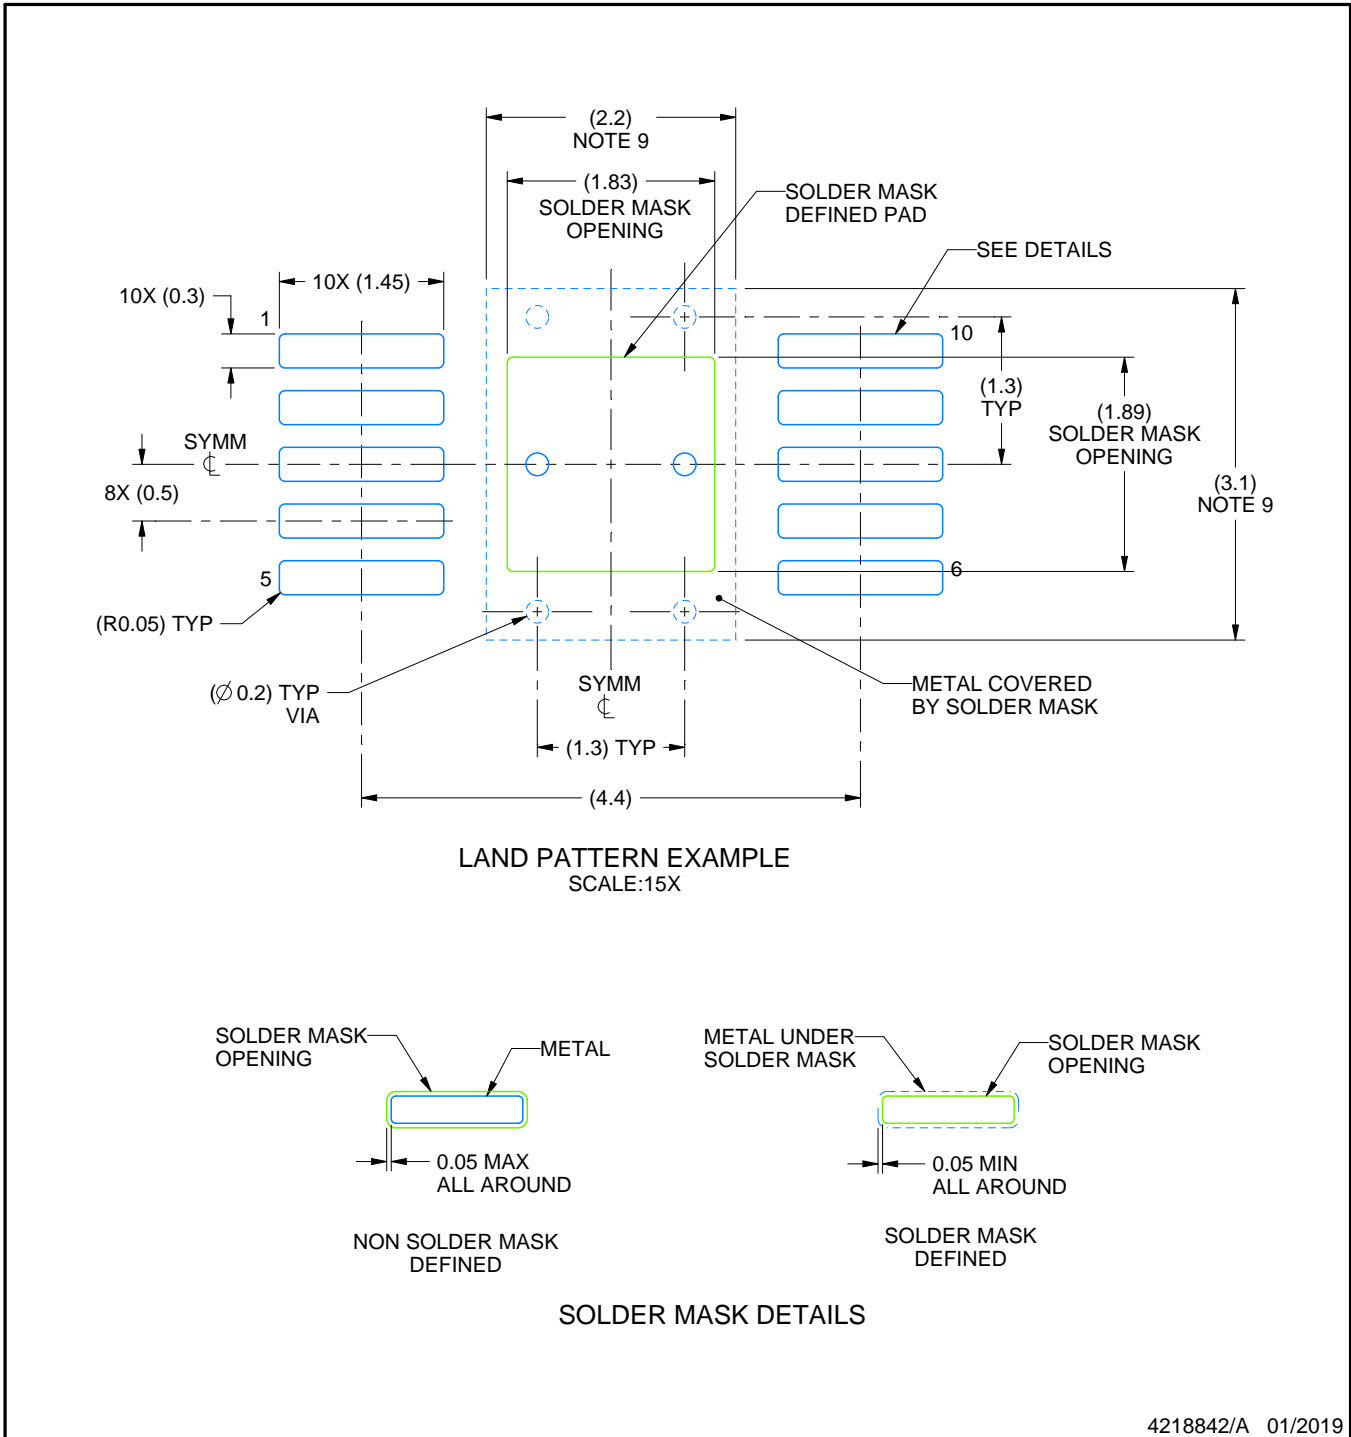 (2.2)
NOTE 9
(1.83)
SOLDER MASK
OPENING
SOLDER MASK
DEFINED PAD
SEE DETAILS
10X (1.45)
10X (0.3)
1
10
(1.3)
TYP
(1.89)
SOLDER MASK
OPENING
SYMM
℄
8X (0.5)
(3.1)
NOTE 9
5
6
(R0.05) TYP
(∅0.2) TYP
VIA
SYMM
℄
METAL COVERED
BY SOLDER MASK
(1.3) TYP
(4.4)
LAND PATTERN EXAMPLE
SCALE:15X
SOLDER MASK
OPENING
METAL
0.05 MAX
ALL AROUND
NON SOLDER MASK
DEFINED
METAL UNDER
SOLDER MASK
SOLDER MASK
OPENING
0.05 MIN
ALL AROUND
SOLDER MASK
DEFINED
SOLDER MASK DETAILS
4218842/A 01/2019